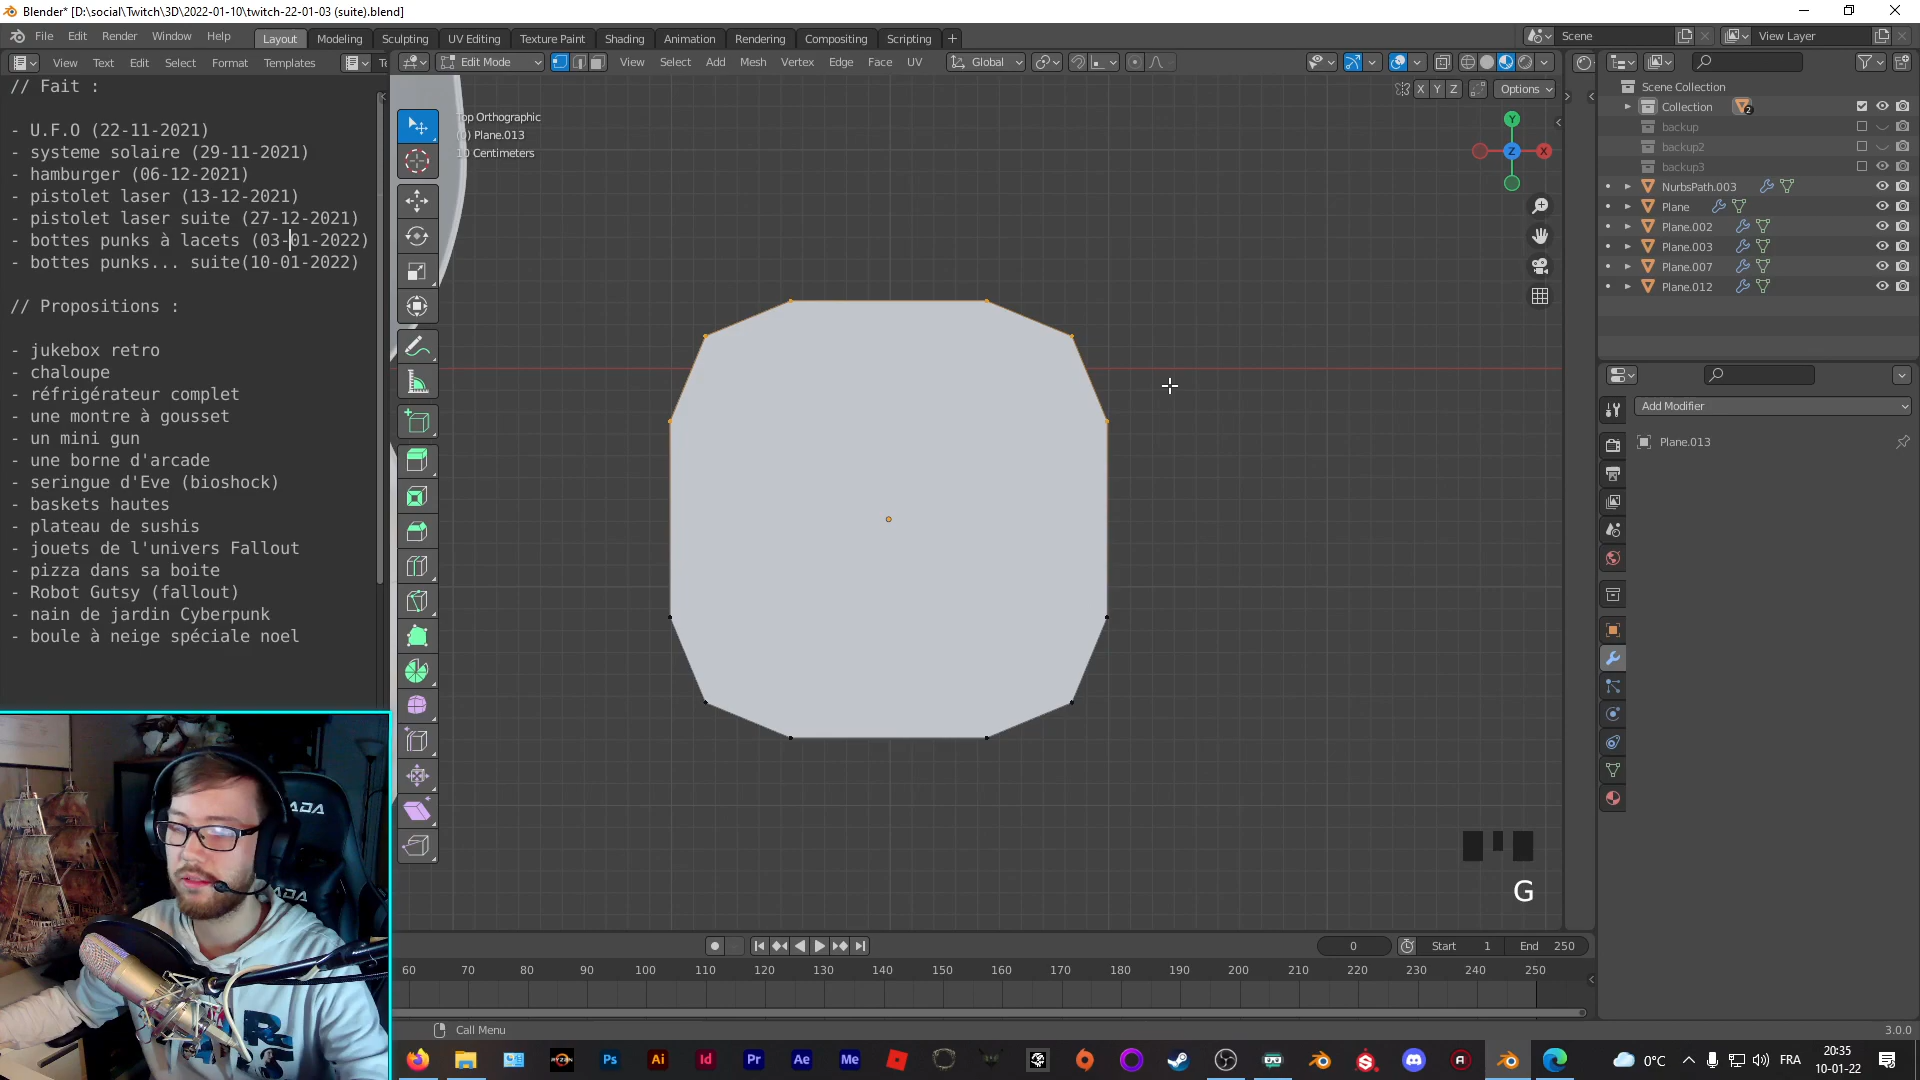 Blender* [D:\social\Twitch\3D\2022-01-10\twitch-22-01-03 (suite).blend]
File Edit Render Window Help
Layout Modeling Sculpting UV Editing Texture Paint Shading Animation Rendering Compositing Scripting +
Scene
View Layer
View Text Edit Select Format Templates
Te
Edit Mode
View Select Add Mesh Vertex Edge Face UV
Global
X Y Z
Options
// Fait :
- U.F.O (22-11-2021)
- systeme solaire (29-11-2021)
- hamburger (06-12-2021)
- pistolet laser (13-12-2021)
- pistolet laser suite (27-12-2021)
- bottes punks à lacets (03-01-2022)
- bottes punks... suite(10-01-2022)
// Propositions :
- jukebox retro
- chaloupe
- réfrigérateur complet
- une montre à gousset
- un mini gun
- une borne d'arcade
- seringue d'Eve (bioshock)
- baskets hautes
- plateau de sushis
- jouets de l'univers Fallout
- pizza dans sa boite
- Robot Gutsy (fallout)
- nain de jardin Cyberpunk
- boule à neige spéciale noel
Top Orthographic
Plane.013
10 Centimeters
Y
Z
X
G
Scene Collection
Collection
2
backup
backup2
backup3
NurbsPath.003
Plane
Plane.002
Plane.003
Plane.007
Plane.012
Add Modifier
Plane.013
0
Start 1
End 250
60 70 80 90 100 110 120 130 140 150 160 170 180 190 200 210 220 230 240 250
Call Menu
3.0.0
RYZEN
Ps Ai Id Pr Ae Me
0°C
FRA
20:35
10-01-22